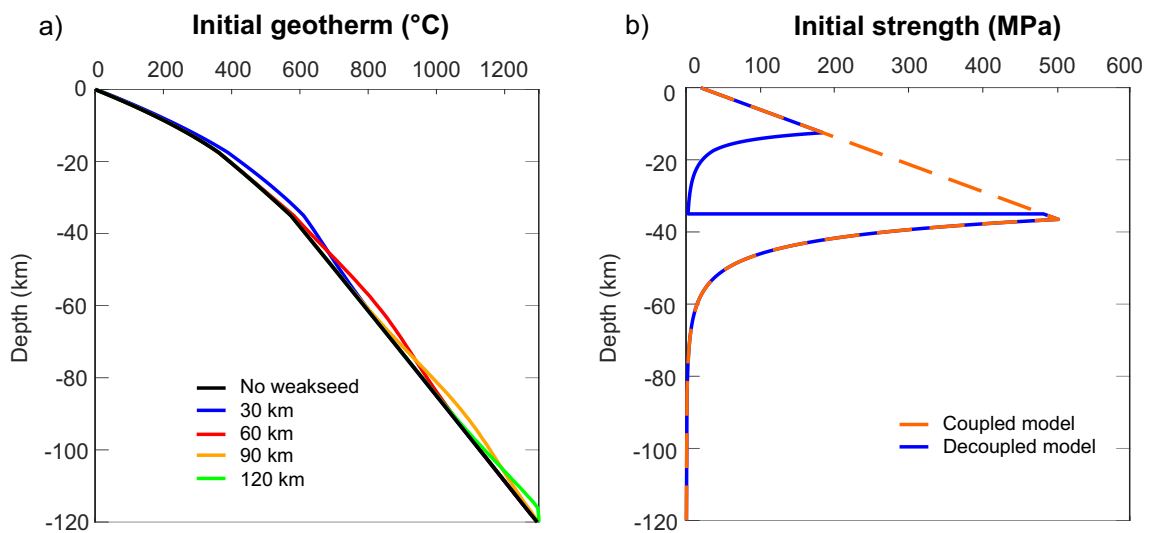 a) Initial geotherm (°C)
0 200 400 600 800 1000 1200
0
-20
-40
-60
-80
-100
-120
Depth (km)
No weakseed
30 km
60 km
90 km
120 km
b) Initial strength (MPa)
0 100 200 300 400 500 600
0
-20
-40
-60
-80
-100
-120
Depth (km)
Coupled model
Decoupled model